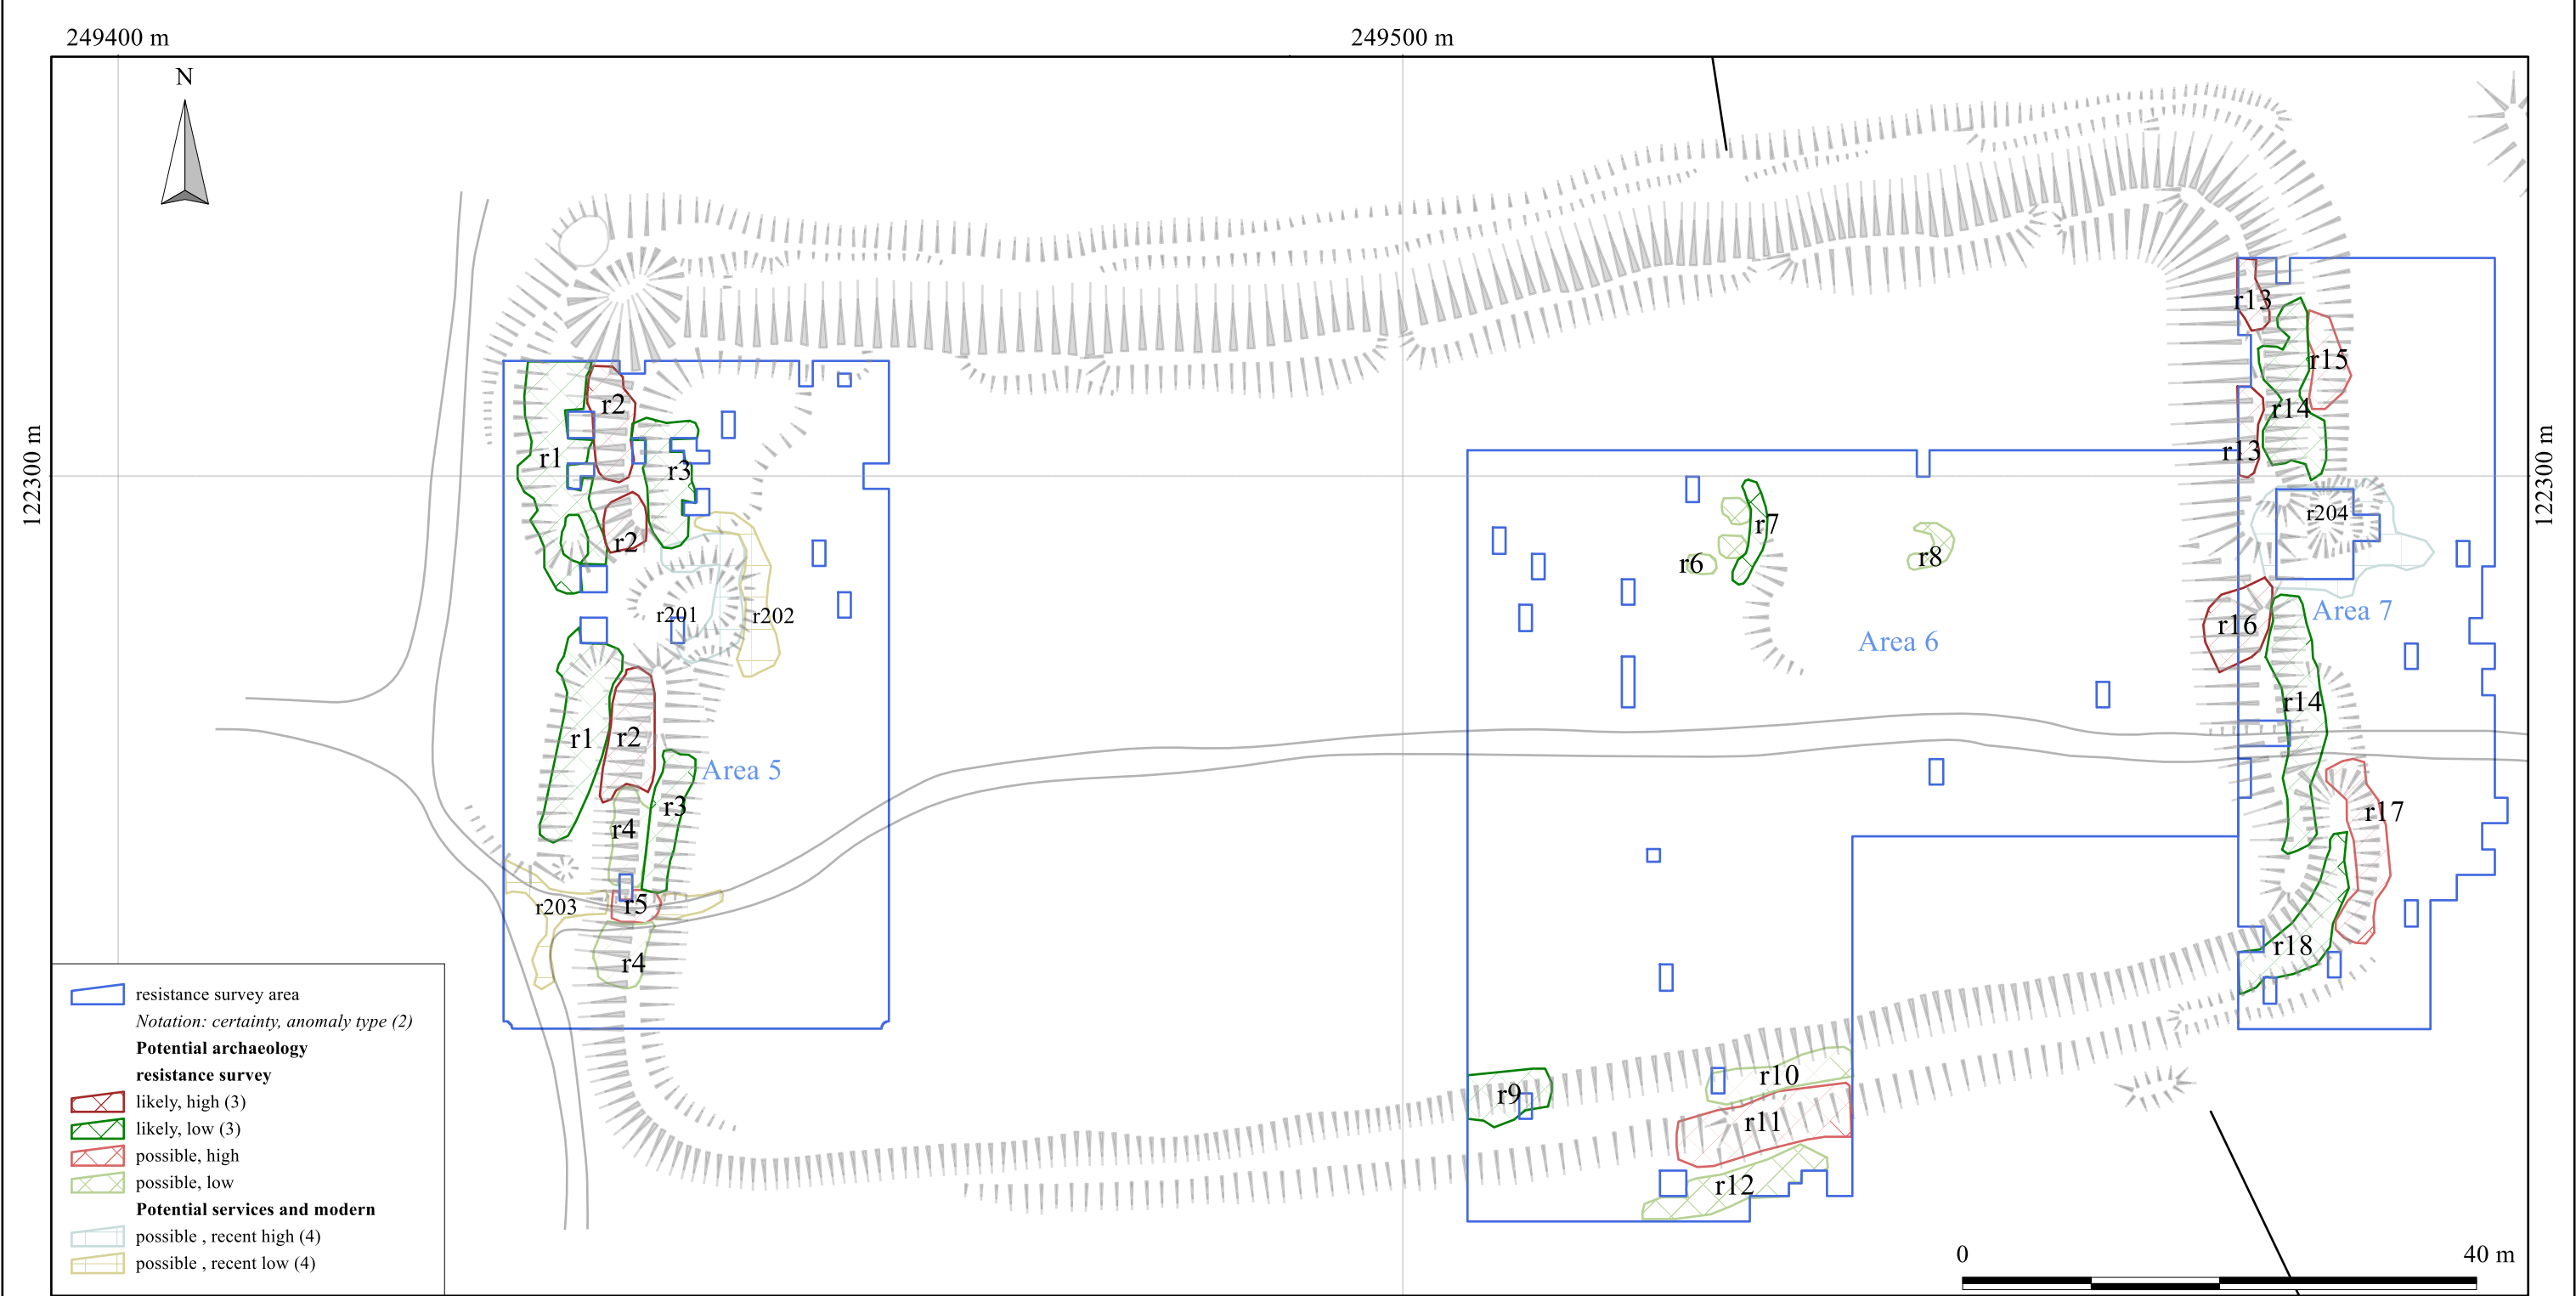 249400 m
249500 m
N
r13
r15
r2
r14
r1
r13
r3
122300 m
122300 m
r204
r7
r2
r6
r8
r201
r202
Area 7
r16
Area 6
r14
r1
r2
Area 5
r3
r17
r4
r203
r5
r18
r4
resistance survey area
Notation: certainty, anomaly type (2)
Potential archaeology
resistance survey
likely, high (3)
likely, low (3)
possible, high
possible, low
Potential services and modern
possible , recent high (4)
possible , recent low (4)
r9
r10
r11
r12
0
40 m